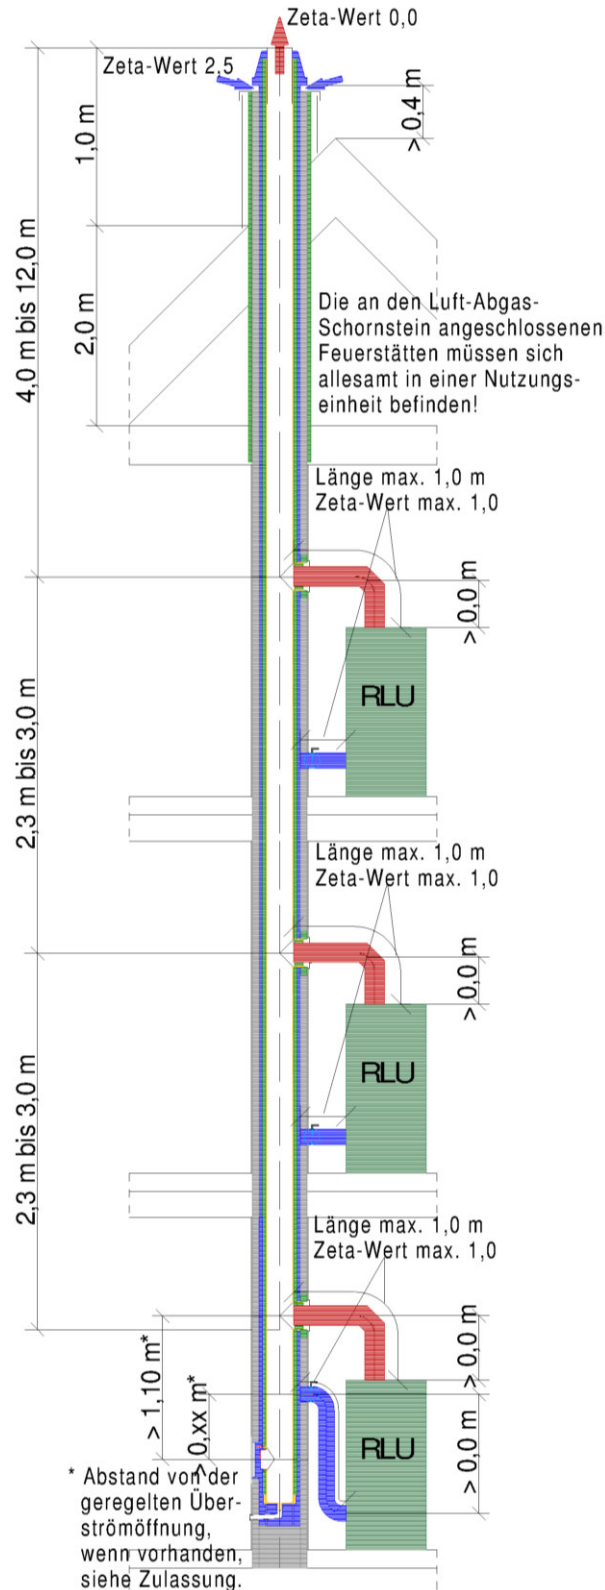 Zeta-Wert 0,0
Zeta-Wert 2,5
> 0,4 m
1,0 m
4,0 m bis 12,0 m
2,0 m
Die an den Luft-Abgas-
Schornstein angeschlossenen
Feuerstätten müssen sich
allesamt in einer Nutzungs-
einheit befinden!
Länge max. 1,0 m
Zeta-Wert max. 1,0
> 0,0 m
RLU
2,3 m bis 3,0 m
Länge max. 1,0 m
Zeta-Wert max. 1,0
> 0,0 m
RLU
2,3 m bis 3,0 m
Länge max. 1,0 m
Zeta-Wert max. 1,0
> 0,0 m
> 1,10 m*
> 0,xx m*
> 0,0 m
RLU
* Abstand von der
geregelten Über-
strömöffnung,
wenn vorhanden,
siehe Zulassung.